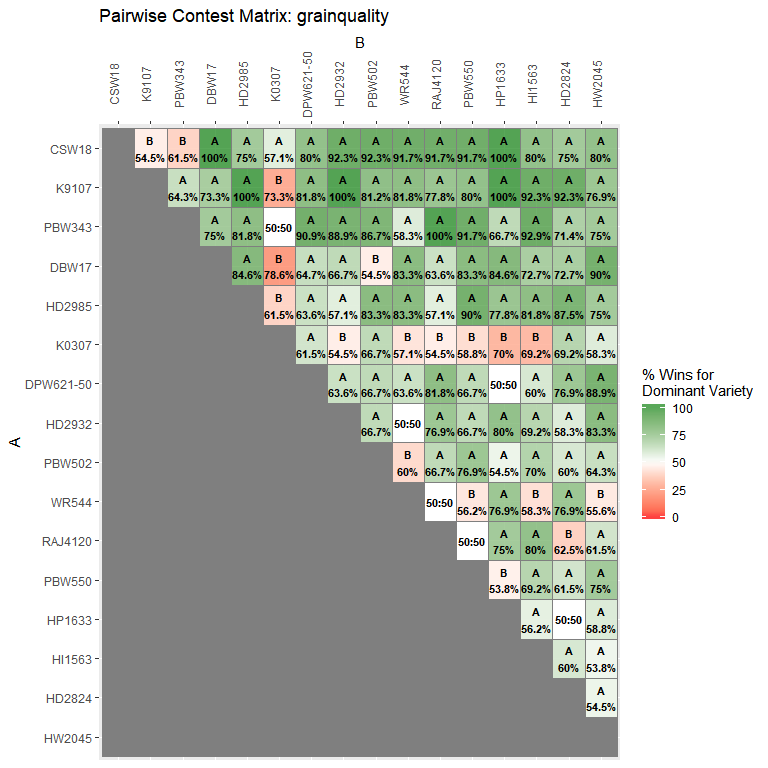 Pairwise Contest Matrix: grainquality
B
CSW18 K9107 PBW343 DBW17 HD2985 K0307 DPW621-50 HD2932 PBW502 WR544 RAJ4120 PBW550 HP1633 HI1563 HD2824 HW2045
B B A A A A A A A A A A A A A
CSW18
54.5% 61.5% 100% 75% 57.1% 80% 92.3% 92.3% 91.7% 91.7% 91.7% 100% 80% 75% 80%
A A A B A A A A A A A A A A
K9107
64.3% 73.3% 100% 73.3% 81.8% 100% 81.2% 81.8% 77.8% 80% 100% 92.3% 92.3% 76.9%
A A A A A A A A A A A A
PBW343 50:50
75% 81.8% 90.9% 88.9% 86.7% 58.3% 100% 91.7% 66.7% 92.9% 71.4% 75%
A B A A B A A A A A A A
DBW17
84.6% 78.6% 64.7% 66.7% 54.5% 83.3% 63.6% 83.3% 84.6% 72.7% 72.7% 90%
B A A A A A A A A A A
HD2985
61.5% 63.6% 57.1% 83.3% 83.3% 57.1% 90% 77.8% 81.8% 87.5% 75%
A B A B B B B B A A
K0307
61.5% 54.5% 66.7% 57.1% 54.5% 58.8% 70% 69.2% 69.2% 58.3%
A A A A A A A A
DPW621-50 50:50
63.6% 66.7% 63.6% 81.8% 66.7% 60% 76.9% 88.9%
A A A A A A A
HD2932 50:50
66.7% 76.9% 66.7% 80% 69.2% 58.3% 83.3%
B A A A A A A
PBW502
60% 66.7% 76.9% 54.5% 70% 60% 64.3%
B A B A B
WR544 50:50
56.2% 76.9% 58.3% 76.9% 55.6%
A A B A
RAJ4120 50:50
75% 80% 62.5% 61.5%
B A A A
PBW550
53.8% 69.2% 61.5% 75%
A A
HP1633 50:50
56.2% 58.8%
A A
HI1563
60% 53.8%
A
HD2824
54.5%
HW2045
A
% Wins for
Dominant Variety
100
75
50
25
0